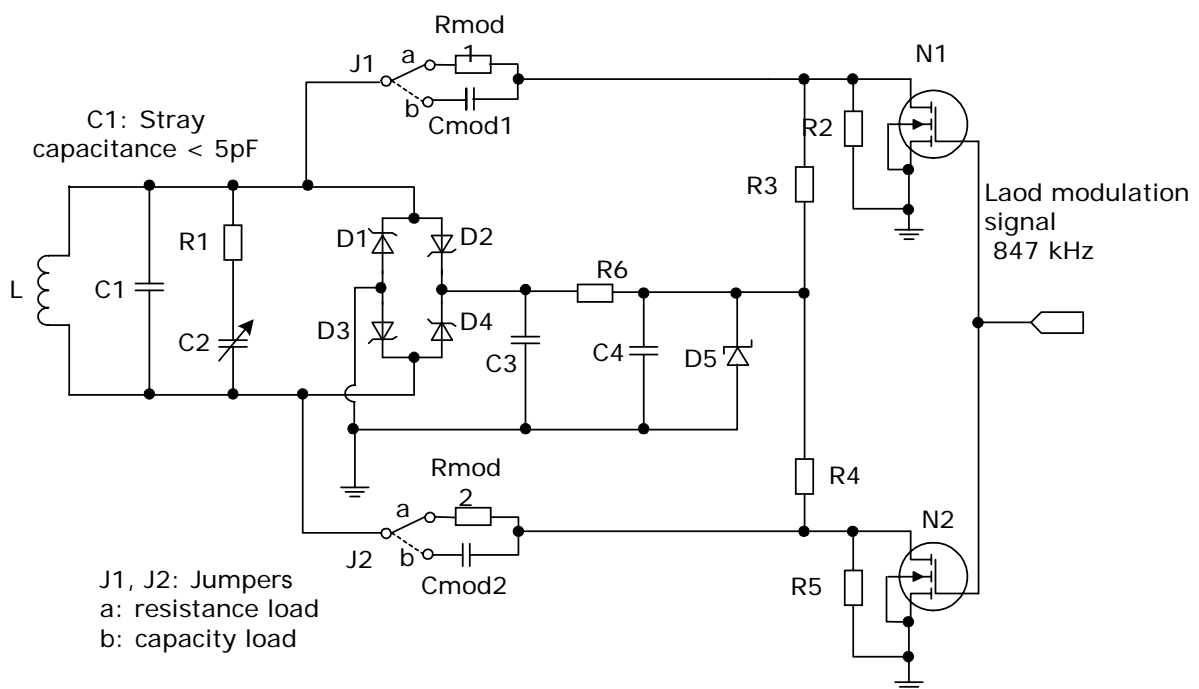 Rmod
1
N1
J1
a
b
Cmod1
C1: Stray
capacitance < 5pF
R2
R3
Laod modulation
signal
847 kHz
R1
D1
D2
R6
L
C1
C2
D3
D4
C3
C4
D5
Rmod
2
R4
a
N2
J2
b
Cmod2
R5
J1, J2: Jumpers
a: resistance load
b: capacity load